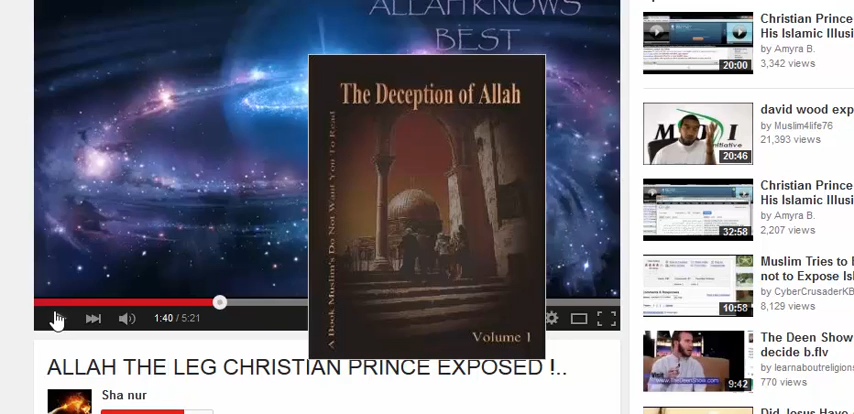 ALLAH KNOWS
BEST
The Deception of Allah
A Book Muslim's Do Not Want You To Read
Volume 1
1:40 / 5:21
ALLAH THE LEG CHRISTIAN PRINCE EXPOSED !..
Sha nur
Christian Prince
His Islamic Illusi
by Amyra B.
3,342 views
20:00
david wood exp
by Muslim4life76
21,393 views
20:46
Christian Prince
His Islamic Illusi
by Amyra B.
2,207 views
32:58
Muslim Tries to
not to Expose Isl
by CyberCrusaderKB
8,129 views
10:58
The Deen Show
decide b.flv
by learnaboutreligions
770 views
www.TheDeenShow.com
9:42
Did Jesus Have